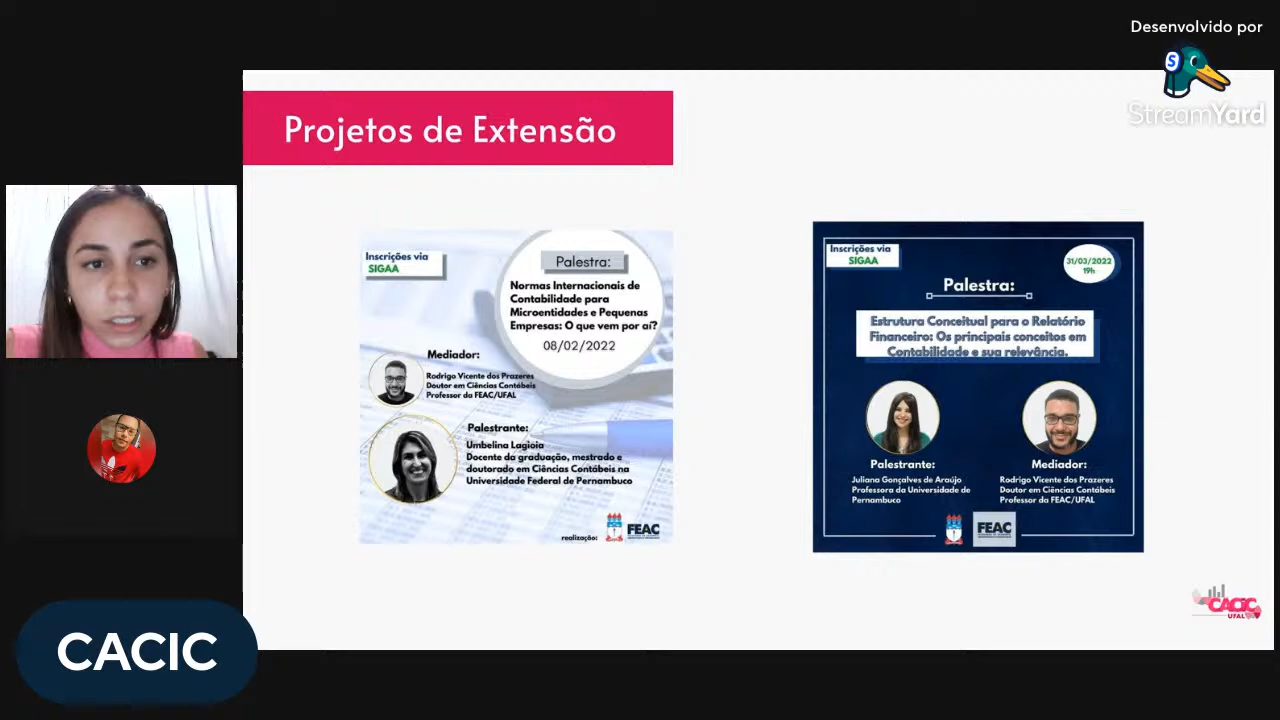 Desenvolvido por
StreamYard
Projetos de Extensão
Inscrições via
SIGAA
Palestra:
Normas Internacionais de
Contabilidade para
Microentidades e Pequenas
Empresas: O que vem por aí?
08/02/2022
Mediador:
Rodrigo Vicente dos Prazeres
Doutor em Ciências Contábeis
Professor da FEAC/UFAL
Palestrante:
Umbelina Lagioia
Docente da graduação, mestrado e
doutorado em Ciências Contábeis na
Universidade Federal de Pernambuco
realização:
FEAC
Inscrições via
SIGAA
31/03/2022
19h
Palestra:
Estrutura Conceitual para o Relatório
Financeiro: Os principais conceitos em
Contabilidade e sua relevância.
Palestrante:
Juliana Gonçalves de Araújo
Professora da Universidade de
Pernambuco
Mediador:
Rodrigo Vicente dos Prazeres
Doutor em Ciências Contábeis
Professor da FEAC/UFAL
FEAC
CACIC
UFAL
CACIC